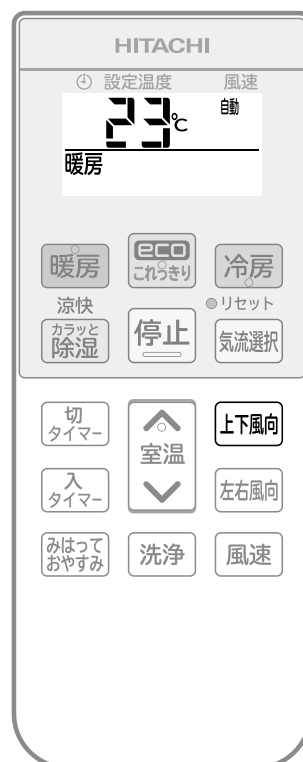 HITACHI
設定温度 風速
23℃ 自動
暖房
暖房 eco これっきり 冷房
涼快 リセット
カラッと除湿 停止 気流選択
切タイマー 室温 上下風向
入タイマー 左右風向
みはっておやすみ 洗浄 風速